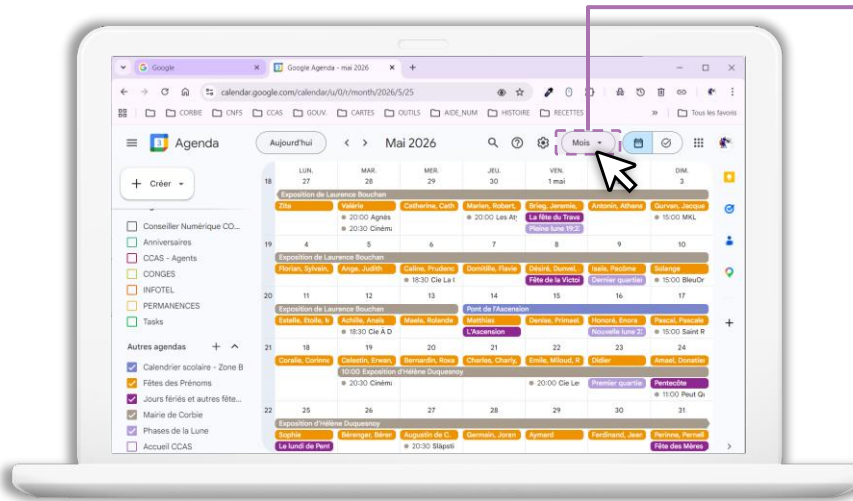 Google
Google Agenda - mai 2026
calendar.google.com/calendar/u/0/r/month/2026/5/25
CORBIE CNFS CCAS GOUV. CARTES OUTILS AIDE_NUM HISTOIRE RECETTES Tous les favoris
Agenda
Aujourd'hui
Mai 2026
Mois
Créer
Conseiller Numérique CO...
Anniversaires
CCAS - Agents
CONGES
INFOTEL
PERMANENCES
Tasks
Autres agendas
Calendrier scolaire - Zone B
Fêtes des Prénoms
Jours fériés et autres fête...
Mairie de Corbie
Phases de la Lune
Accueil CCAS
LUN. MAR. MER. JEU. VEN. DIM.
18 27 28 29 30 1 mai 3
Exposition de Laurence Bouchan
Zita Valérie Catherine, Cath Marien, Robert, Brieg, Jeremie, Antonin, Athana Gurvan, Jacque
20:00 Agnès 20:00 Les At La fête du Trava 15:00 MKL
20:30 Ciném Pleine lune 19:2
19 4 5 6 7 8 9 10
Exposition de Laurence Bouchan
Florian, Sylvain, Ange, Judith Caline, Prudenc Domitille, Flavie Désiré, Isaïe, Pacôme Solange
18:30 Cie La Fête de la Victoi Dernier quartie 15:00 BleuOr
20 11 12 13 14 15 16 17
Exposition de Laurence Bouchan Pont de l'Ascension
Estelle, Etoile, Achille, Anaïs Maels, Rolande Matthias Denise, Primael, Honoré, Enora Pascal, Pascale
18:30 Cie À D L'Ascension Nouvelle lune 15:00 Saint R
21 18 19 20 21 22 23 24
Coralie, Corinne Celestin, Erwan, Bernardin, Roxa Charles, Charly, Emile, Miloud, R Didier Amael, Donatien
10:00 Exposition d'Hélène Duquesnoy
20:30 Ciném 20:00 Cie Le Premier quartie Pentecôte
11:00 Peut Qu
22 25 26 27 28 29 30 31
Exposition d'Hélène Duquesnoy
Sophie Bérenger, Bérer Augustin de C. Germain, Joran Aymard Ferdinand, Jean Perinne, Pernell
Le lundi de Pent 20:30 Slapsti Fête des Mères